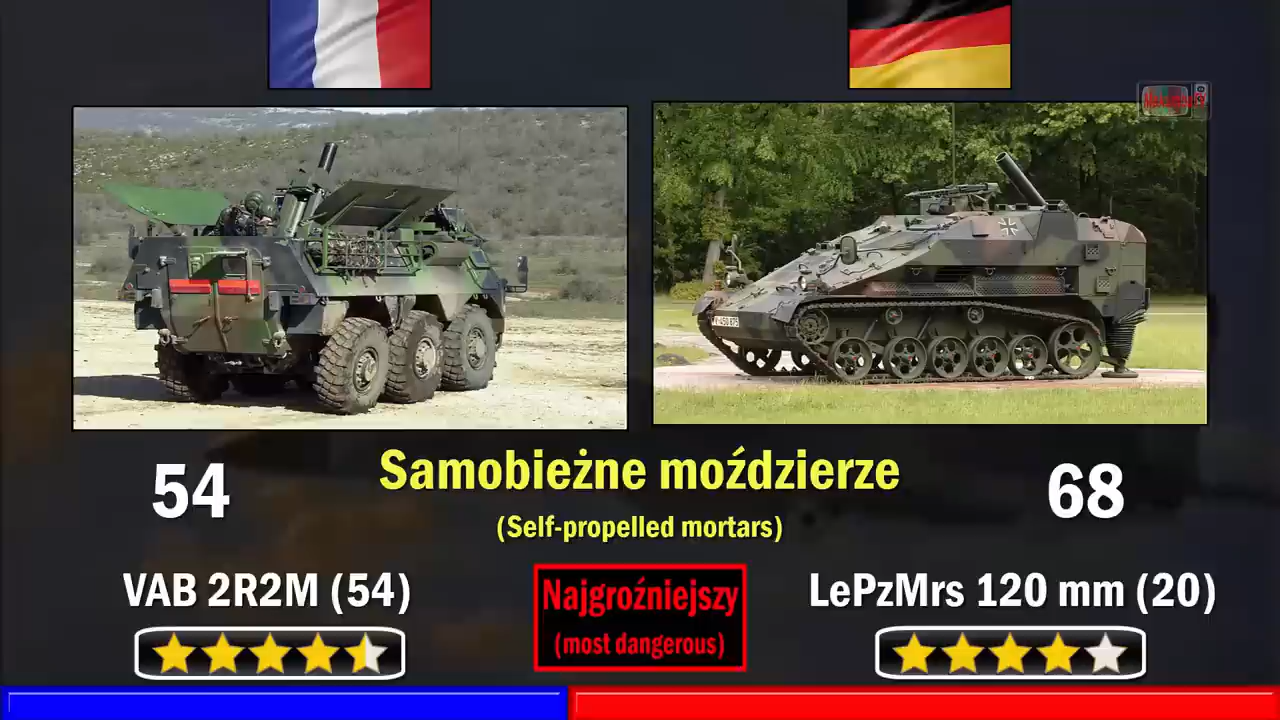 54
Samobieżne moździerze
68
(Self-propelled mortars)
VAB 2R2M (54)
Najgroźniejszy
(most dangerous)
LePzMrs 120 mm (20)